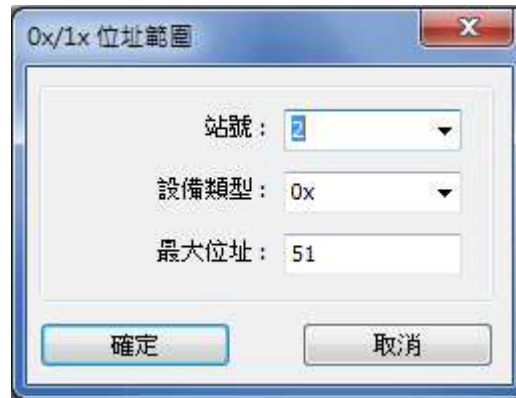 0x/1x 位址範圍
站號： 2
設備類型： 0x
最大位址： 51
確定 取消